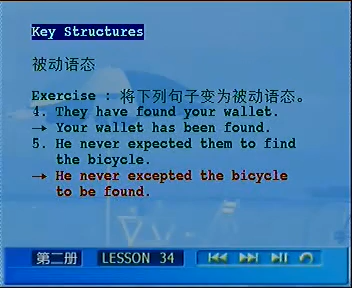 Key Structures
被动语态
Exercise : 将下列句子变为被动语态。
4. They have found your wallet.
→ Your wallet has been found.
5. He never expected them to find
the bicycle.
→ He never excepted the bicycle
to be found.
第二册 LESSON 34